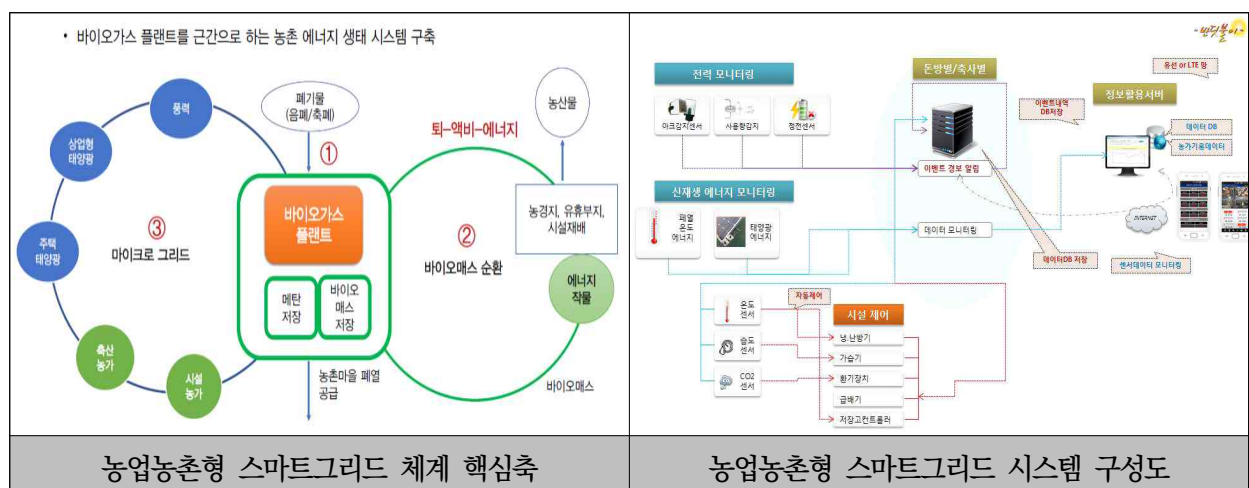 • 바이오가스 플랜트를 근간으로 하는 농촌 에너지 생태 시스템 구축
풍력
상업형
태양광
주택
태양광
축산
농가
시설
농가
③
마이크로 그리드
폐기물
(음폐/축폐)
①
바이오가스
플랜트
메탄
저장
바이오
매스
저장
농촌마을 폐열
공급
퇴-액비-에너지
②
바이오매스 순환
농산물
농경지, 유휴부지,
시설재배
에너지
작물
바이오매스
농업농촌형 스마트그리드 체계 핵심축
-반딧불이-
전력 모니터링
아크감지센서
사용량감지
정전센서
신재생 에너지 모니터링
폐열
온도
에너지
태양광
에너지
돈방별/축사별
이벤트 경보 알림
데이터 모니터링
이벤트내역
DB저장
유선 or LTE 망
정보활용서버
데이터 DB
농가기용데이터
INTERNET
데이터DB 저장
센서데이터 모니터링
온도
센서
습도
센서
CO2
센서
자동제어
시설 제어
냉.난방기
가습기
환기장치
급배기
저장고컨트롤러
농업농촌형 스마트그리드 시스템 구성도